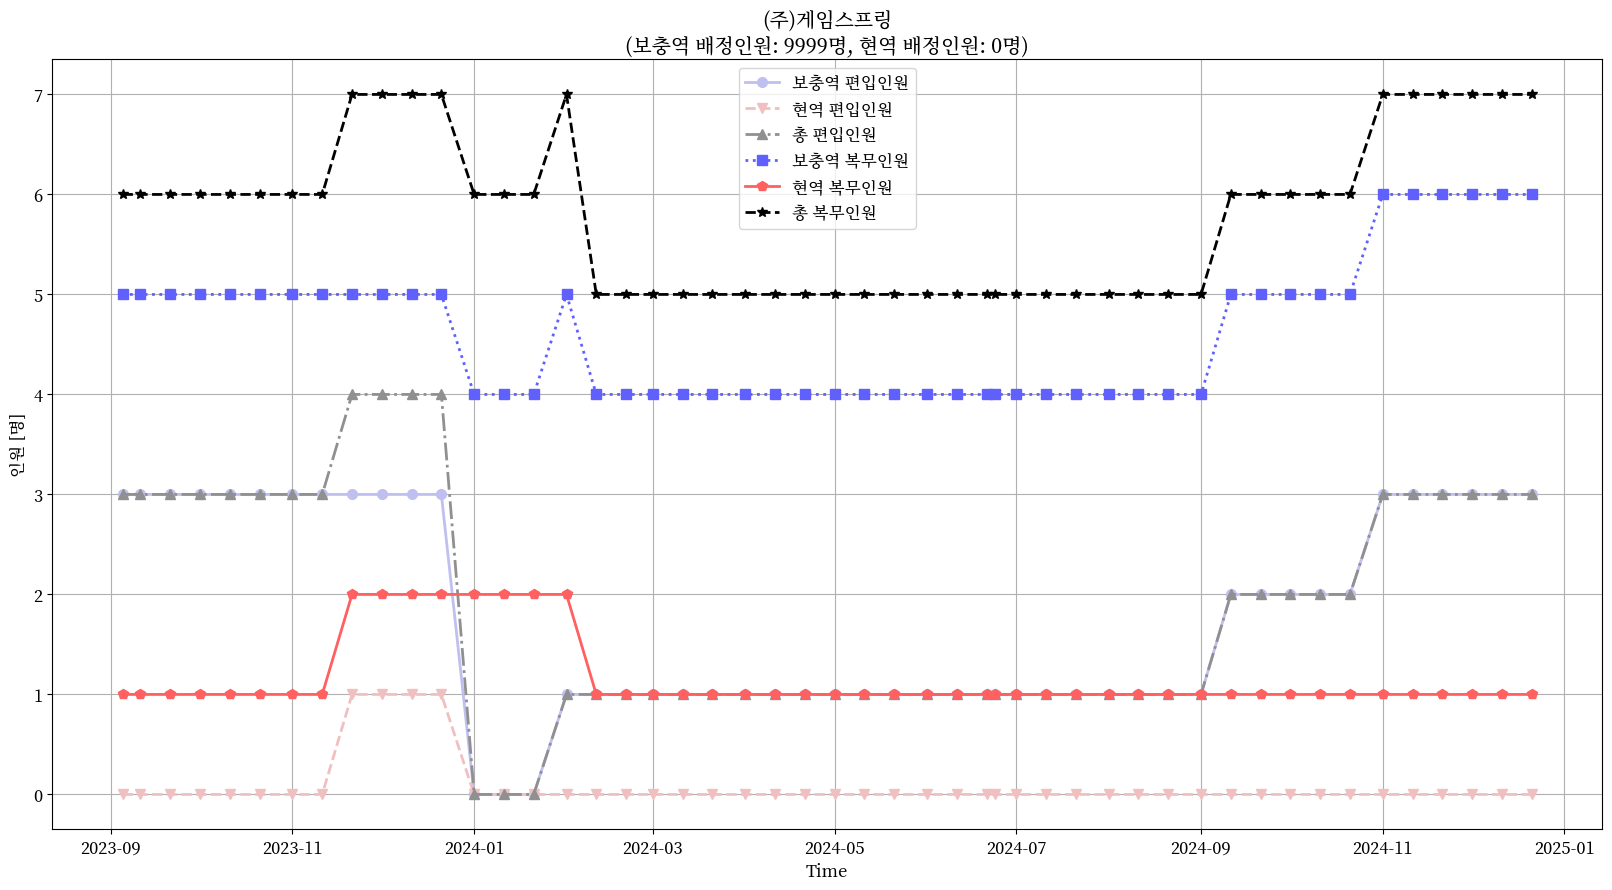 (주)게임스프링
(보충역 배정인원: 9999명, 현역 배정인원: 0명)
보충역 편입인원
현역 편입인원
총 편입인원
보충역 복무인원
현역 복무인원
총 복무인원
인원 [명]
7
6
5
4
3
2
1
0
2023-09 2023-11 2024-01 2024-03 2024-05 2024-07 2024-09 2024-11 2025-01
Time